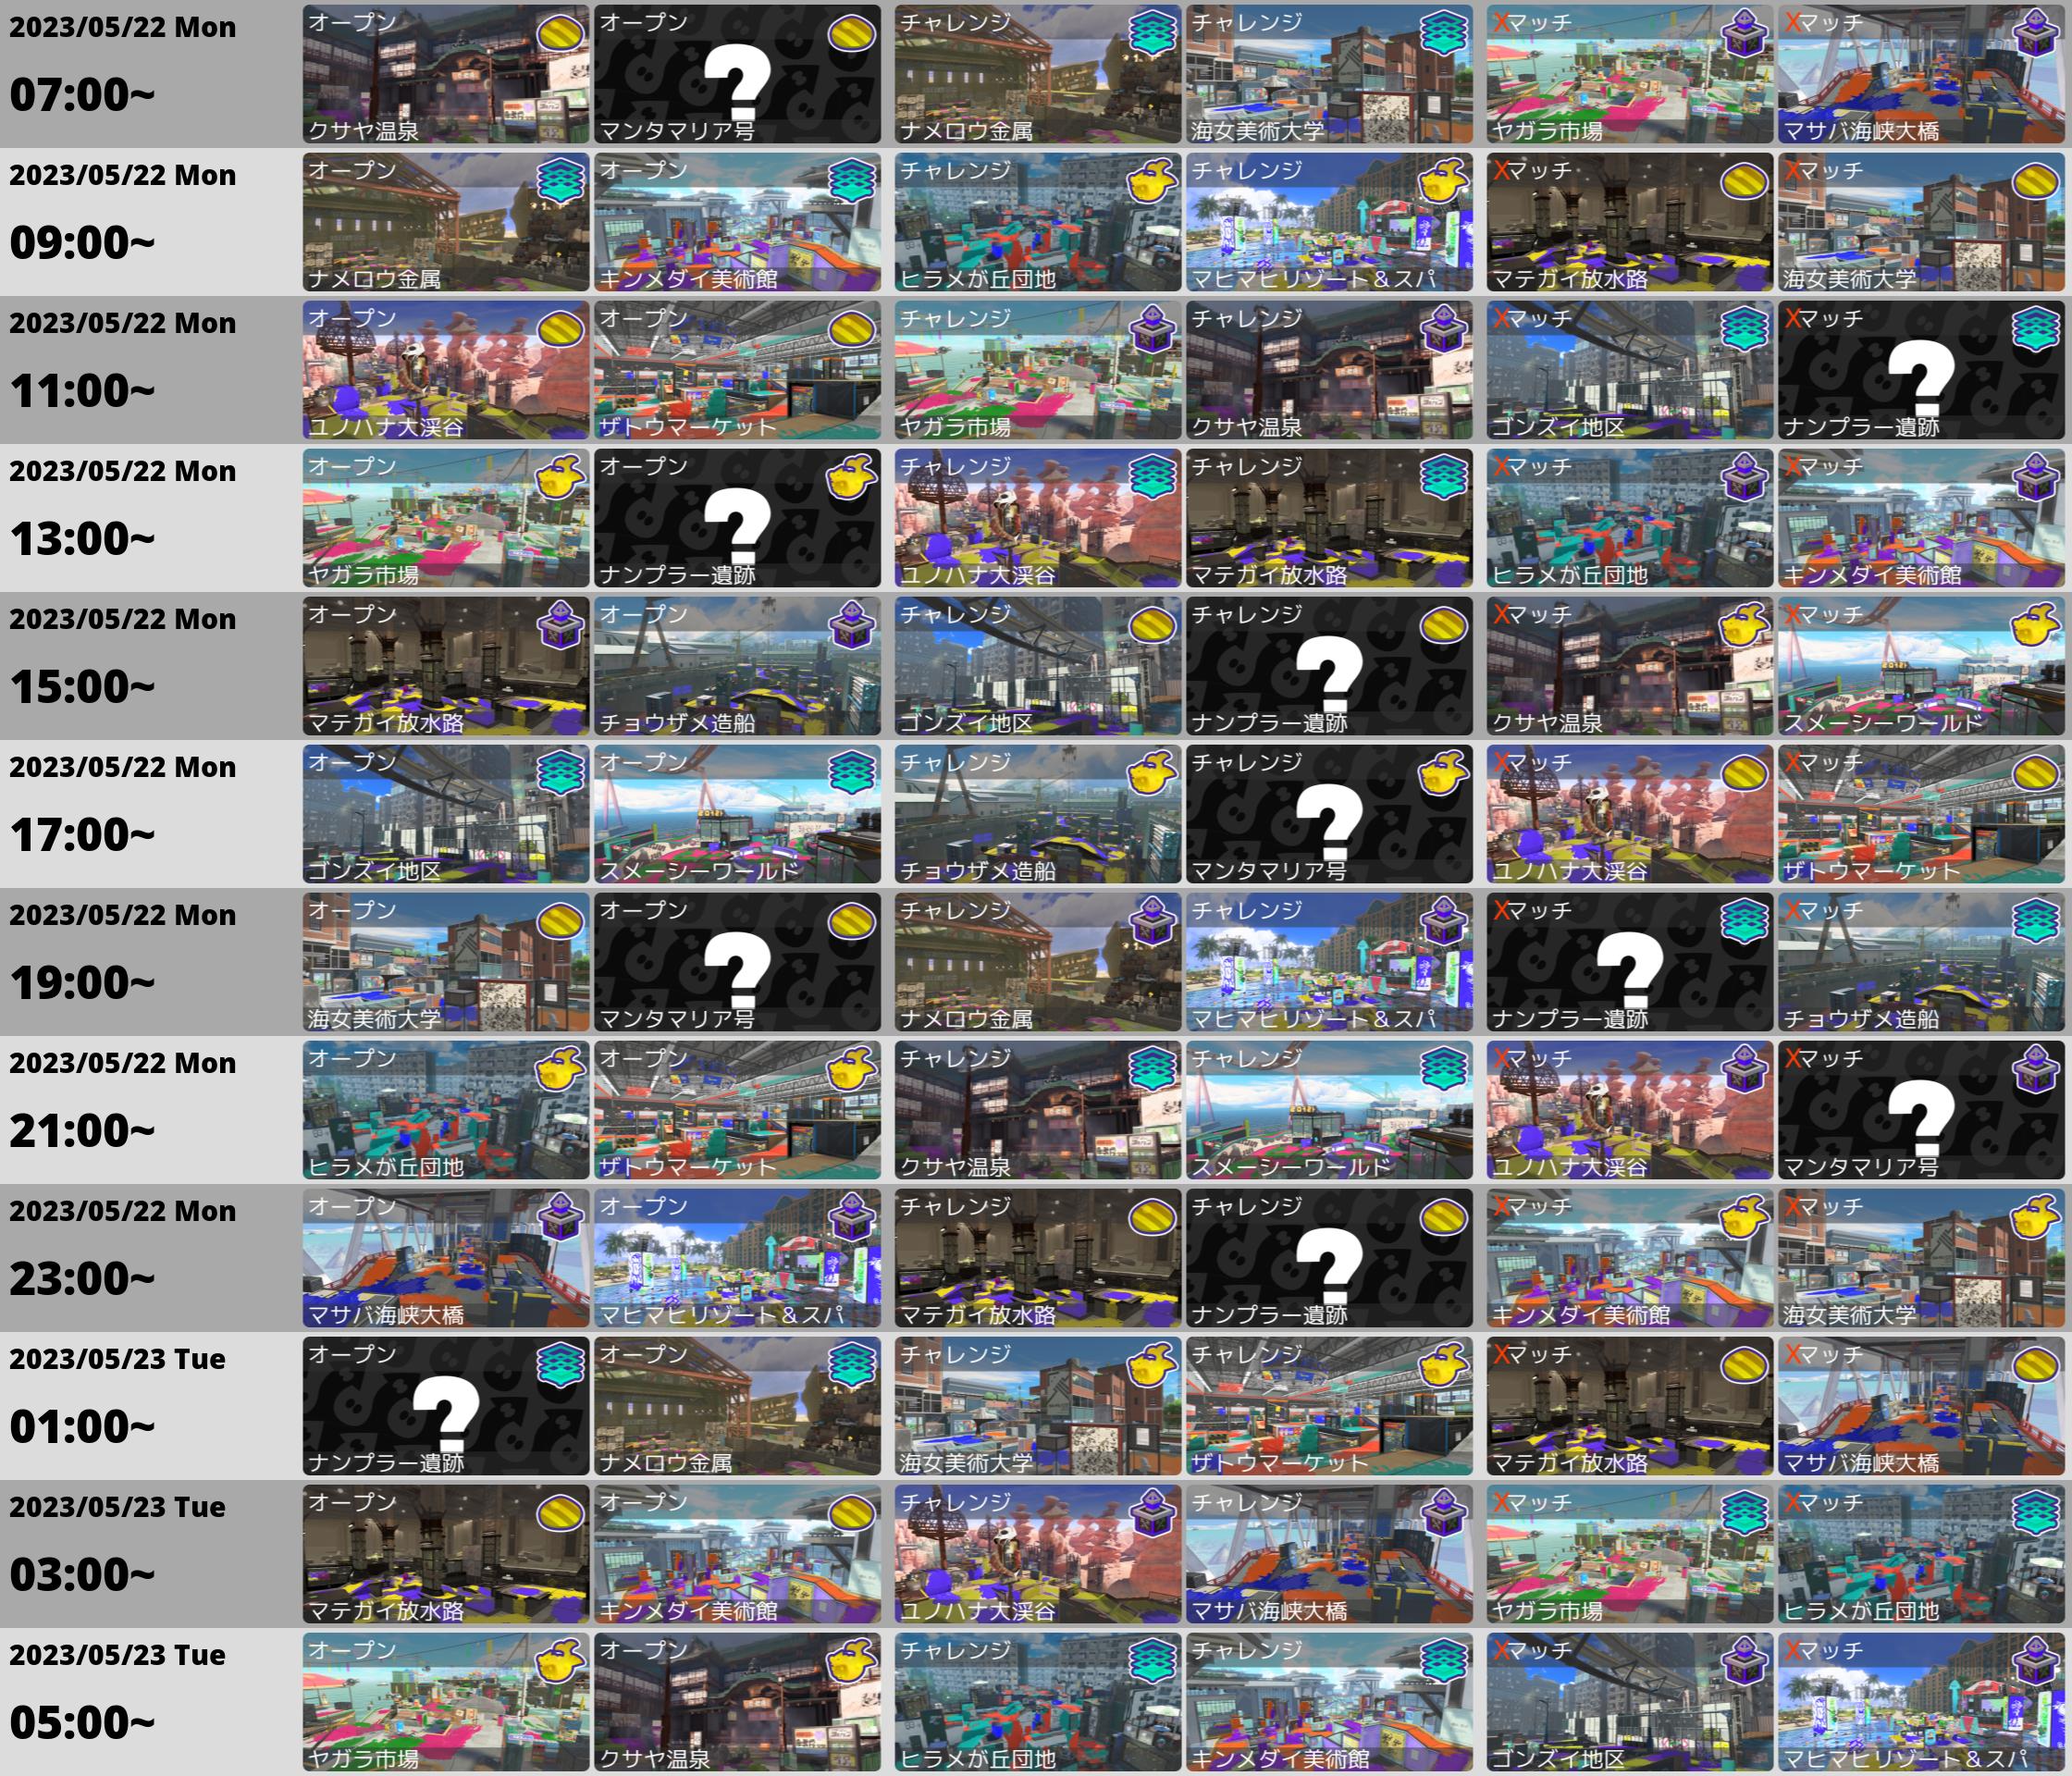 2023/05/22 Mon
07:00~
オープン
クサヤ温泉
オープン
マンタマリア号
チャレンジ
ナメロウ金属
チャレンジ
海女美術大学
Xマッチ
ヤガラ市場
Xマッチ
マサバ海峡大橋
2023/05/22 Mon
09:00~
オープン
ナメロウ金属
オープン
キンメダイ美術館
チャレンジ
ヒラメが丘団地
チャレンジ
マヒマヒリゾート&スパ
Xマッチ
マテガイ放水路
Xマッチ
海女美術大学
2023/05/22 Mon
11:00~
オープン
ユノハナ大渓谷
オープン
ザトウマーケット
チャレンジ
ヤガラ市場
チャレンジ
クサヤ温泉
Xマッチ
ゴンズイ地区
Xマッチ
ナンプラー遺跡
2023/05/22 Mon
13:00~
オープン
ヤガラ市場
オープン
ナンプラー遺跡
チャレンジ
ユノハナ大渓谷
チャレンジ
マテガイ放水路
Xマッチ
ヒラメが丘団地
Xマッチ
キンメダイ美術館
2023/05/22 Mon
15:00~
オープン
マテガイ放水路
オープン
チョウザメ造船
チャレンジ
ゴンズイ地区
チャレンジ
ナンプラー遺跡
Xマッチ
クサヤ温泉
Xマッチ
スメーシーワールド
2023/05/22 Mon
17:00~
オープン
ゴンズイ地区
オープン
スメーシーワールド
チャレンジ
チョウザメ造船
チャレンジ
マンタマリア号
Xマッチ
ユノハナ大渓谷
Xマッチ
ザトウマーケット
2023/05/22 Mon
19:00~
オープン
海女美術大学
オープン
マンタマリア号
チャレンジ
ナメロウ金属
チャレンジ
マヒマヒリゾート&スパ
Xマッチ
ナンプラー遺跡
Xマッチ
チョウザメ造船
2023/05/22 Mon
21:00~
オープン
ヒラメが丘団地
オープン
ザトウマーケット
チャレンジ
クサヤ温泉
チャレンジ
スメーシーワールド
Xマッチ
ユノハナ大渓谷
Xマッチ
マンタマリア号
2023/05/22 Mon
23:00~
オープン
マサバ海峡大橋
オープン
マヒマヒリゾート&スパ
チャレンジ
マテガイ放水路
チャレンジ
ナンプラー遺跡
Xマッチ
キンメダイ美術館
Xマッチ
海女美術大学
2023/05/23 Tue
01:00~
オープン
ナンプラー遺跡
オープン
ナメロウ金属
チャレンジ
海女美術大学
チャレンジ
ザトウマーケット
Xマッチ
マテガイ放水路
Xマッチ
マサバ海峡大橋
2023/05/23 Tue
03:00~
オープン
マテガイ放水路
オープン
キンメダイ美術館
チャレンジ
ユノハナ大渓谷
チャレンジ
マサバ海峡大橋
Xマッチ
ヤガラ市場
Xマッチ
ヒラメが丘団地
2023/05/23 Tue
05:00~
オープン
ヤガラ市場
オープン
クサヤ温泉
チャレンジ
ヒラメが丘団地
チャレンジ
キンメダイ美術館
Xマッチ
ゴンズイ地区
Xマッチ
マヒマヒリゾート&スパ